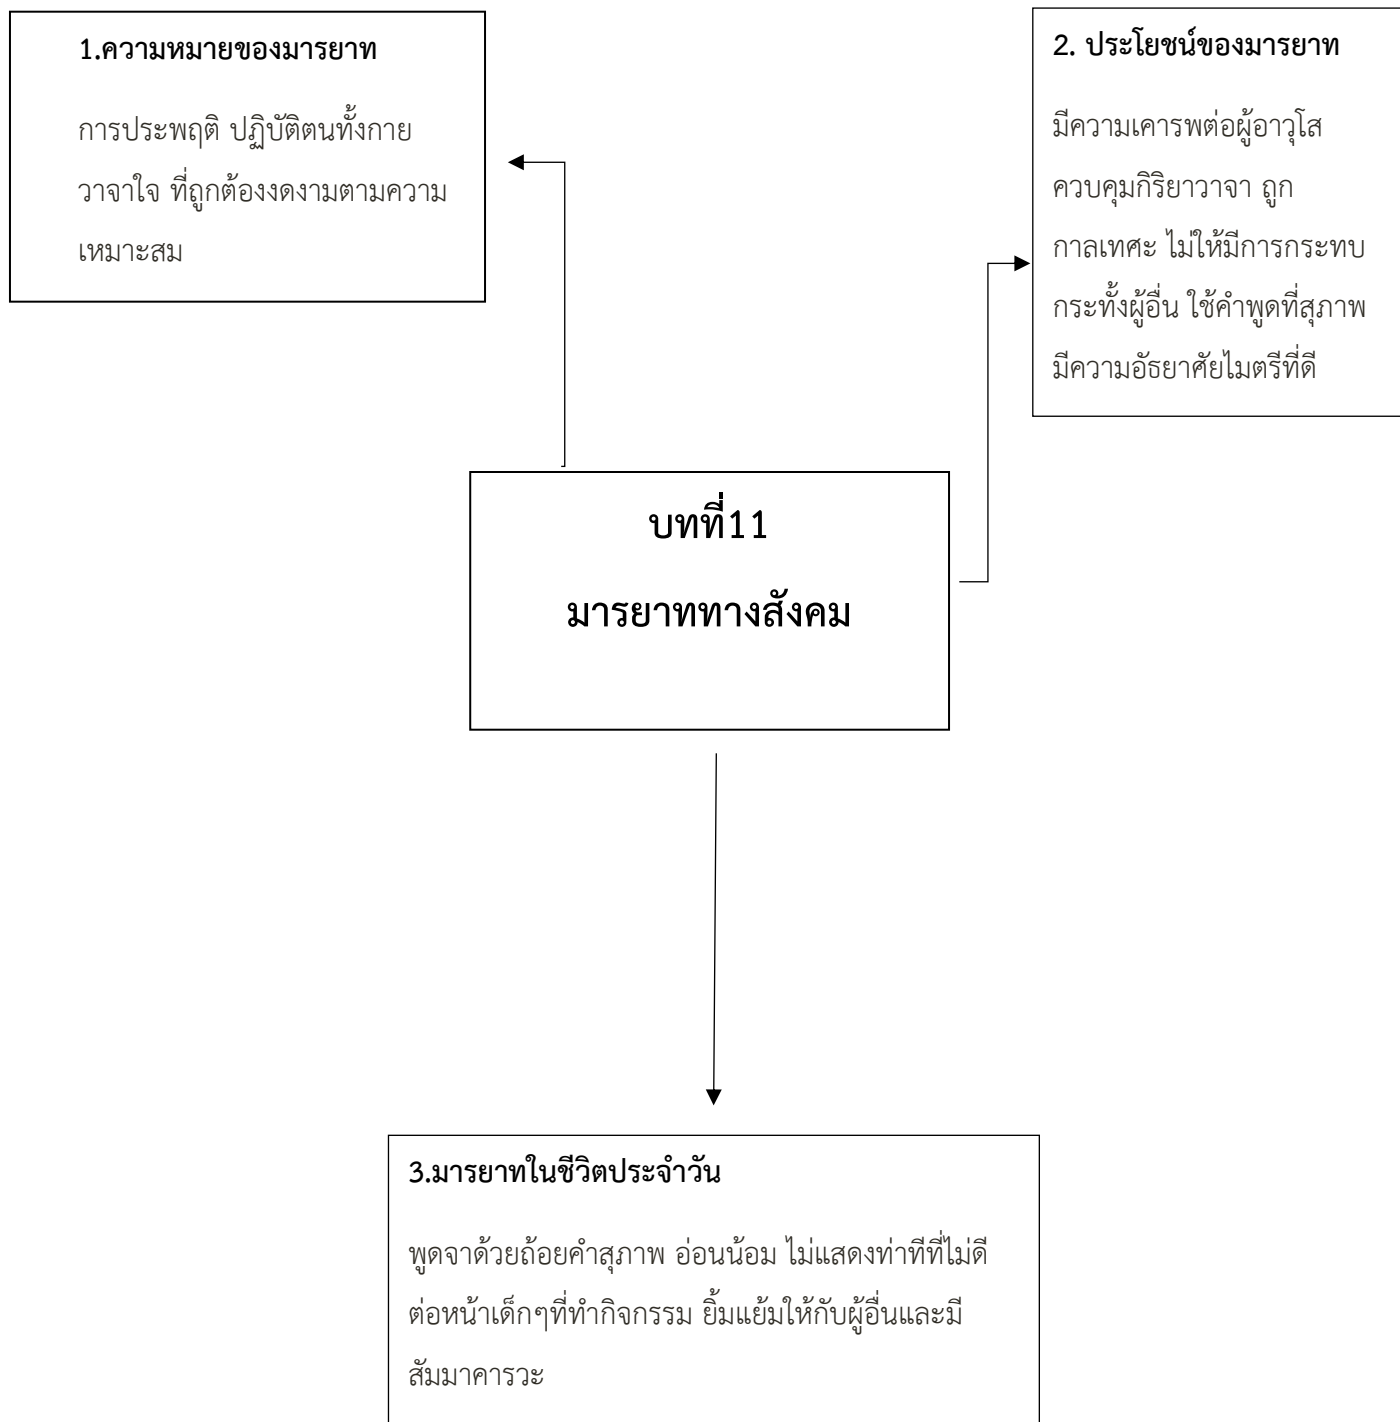 1.ความหมายของมารยาท
การประพฤติ ปฏิบัติตนทั้งกาย
วาจาใจ ที่ถูกต้องงดงามตามความ
เหมาะสม
2. ประโยชน์ของมารยาท
มีความเคารพต่อผู้อาวุโส
ควบคุมกิริยาวาจา ถูก
กาลเทศะ ไม่ให้มีการกระทบ
กระทั้งผู้อื่น ใช้คำพูดที่สุภาพ
มีความอัธยาศัยไมตรีที่ดี
บทที่11
มารยาททางสังคม
3.มารยาทในชีวิตประจำวัน
พูดจาด้วยถ้อยคำสุภาพ อ่อนน้อม ไม่แสดงท่าทีที่ไม่ดี
ต่อหน้าเด็กๆที่ทำกิจกรรม ยิ้มแย้มให้กับผู้อื่นและมี
สัมมาคารวะ